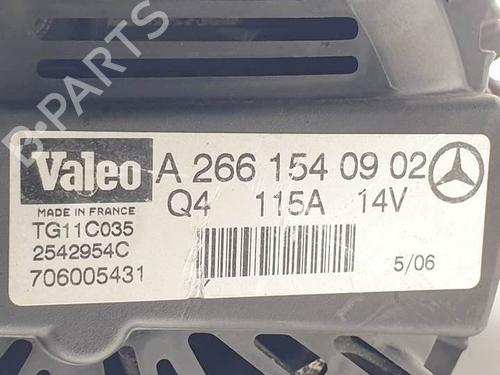 B-PARTS
Valeo A 266 154 09 02
MADE IN FRANCE Q4 115A 14V
TG11C035
2542954C
706005431 5/06